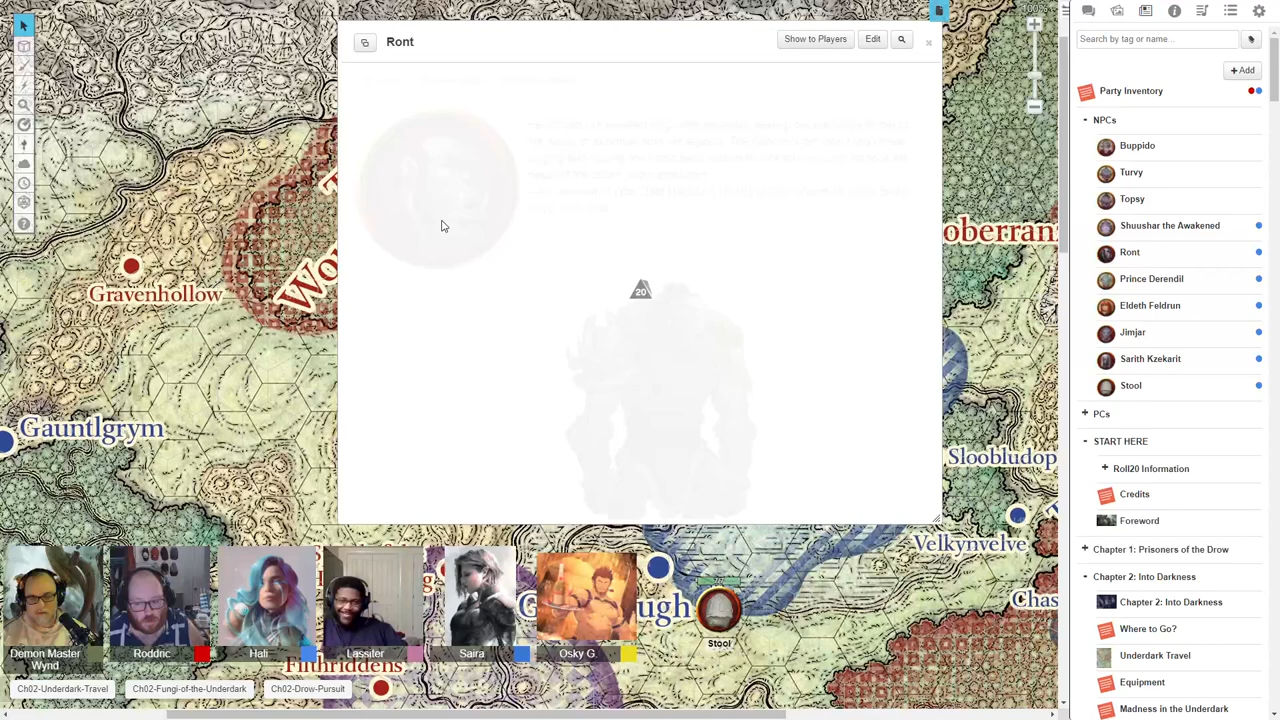 100%
Ront
Show to Players
Edit
Search by tag or name...
+Add
Party Inventory
NPCs
Buppido
Turvy
Topsy
Shuushar the Awakened
Ront
Prince Derendil
Eldeth Feldrun
Jimjar
Sarith Kzekarit
Stool
PCs
START HERE
Roll20 Information
Credits
Foreword
Chapter 1: Prisoners of the Drow
Chapter 2: Into Darkness
Chapter 2: Into Darkness
Where to Go?
Underdark Travel
Equipment
Madness in the Underdark
Gravenhollow
Gauntlgrym
20
Sloobludop
Velkynvelve
Stool
Demon Master
Wynd
Roddric
Hali
Lassiter
Saira
Osky G.
Filthriddens
Ch02-Underdark-Travel
Ch02-Fungi-of-the-Underdark
Ch02-Drow-Pursuit